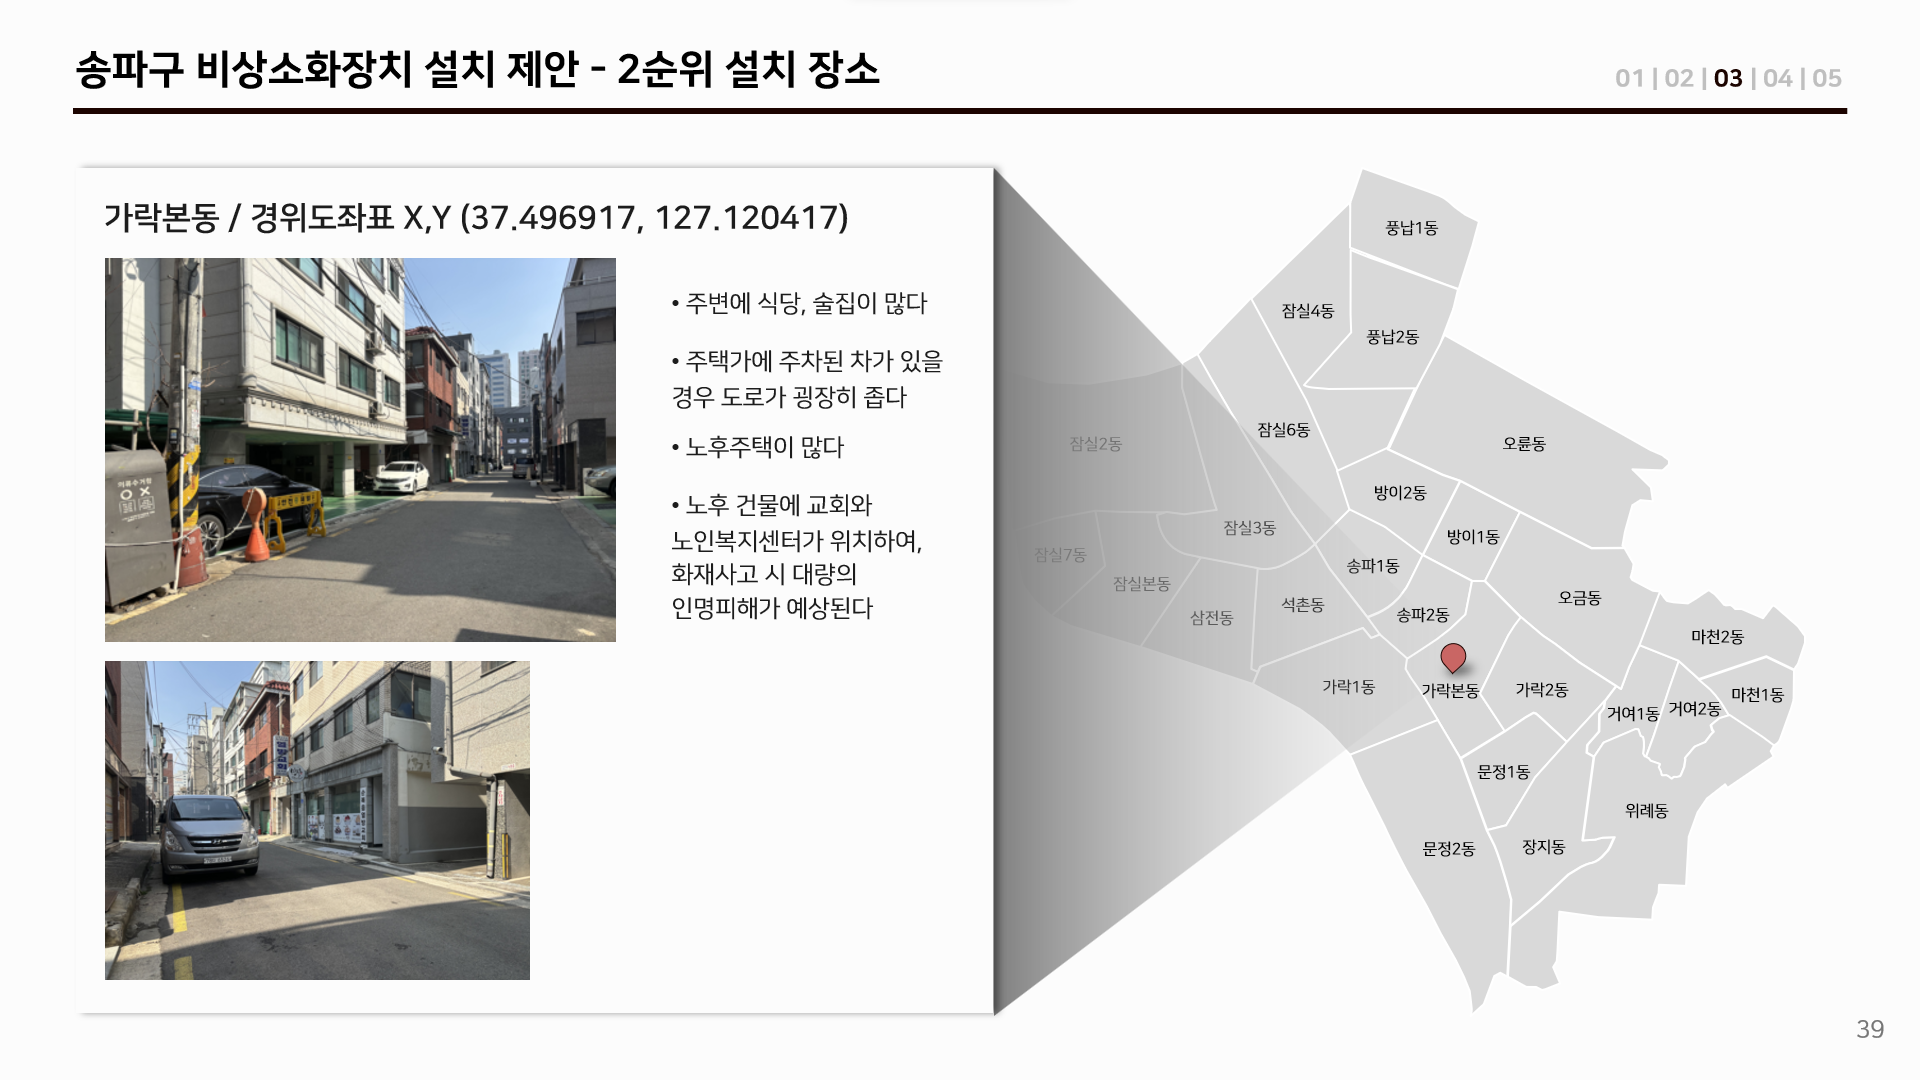 송파구 비상소화장치 설치 제안 - 2순위 설치 장소
01 | 02 | 03 | 04 | 05
가락본동 / 경위도좌표 X,Y (37.496917, 127.120417)
• 주변에 식당, 술집이 많다
• 주택가에 주차된 차가 있을
경우 도로가 굉장히 좁다
• 노후주택이 많다
• 노후 건물에 교회와
노인복지센터가 위치하여,
화재사고 시 대량의
인명피해가 예상된다
의류수거함
풍납1동
잠실4동
풍납2동
잠실6동
오륜동
잠실2동
방이2동
잠실3동
방이1동
잠실7동
송파1동
잠실본동
오금동
석촌동
삼전동
송파2동
마천2동
가락1동
가락본동
가락2동
마천1동
거여1동
거여2동
문정1동
위례동
문정2동
장지동
39